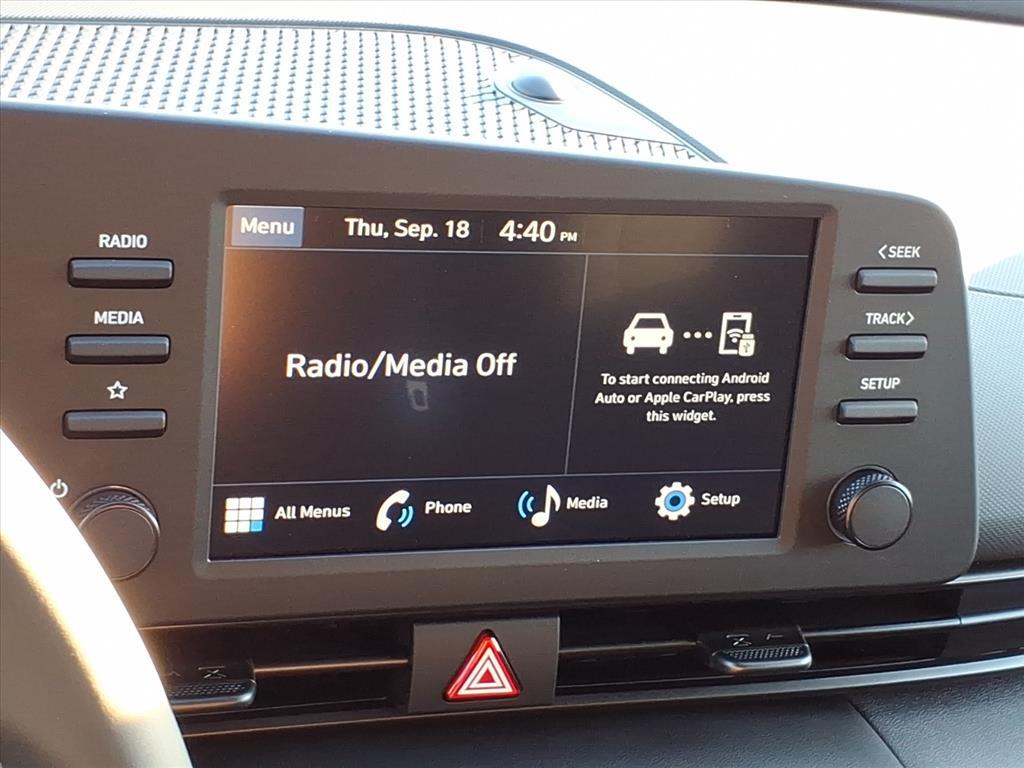 RADIO
MEDIA
Menu
Thu, Sep. 18
4:40 PM
Radio/Media Off
To start connecting Android
Auto or Apple CarPlay, press
this widget.
All Menus
Phone
Media
Setup
<SEEK
TRACK>
SETUP